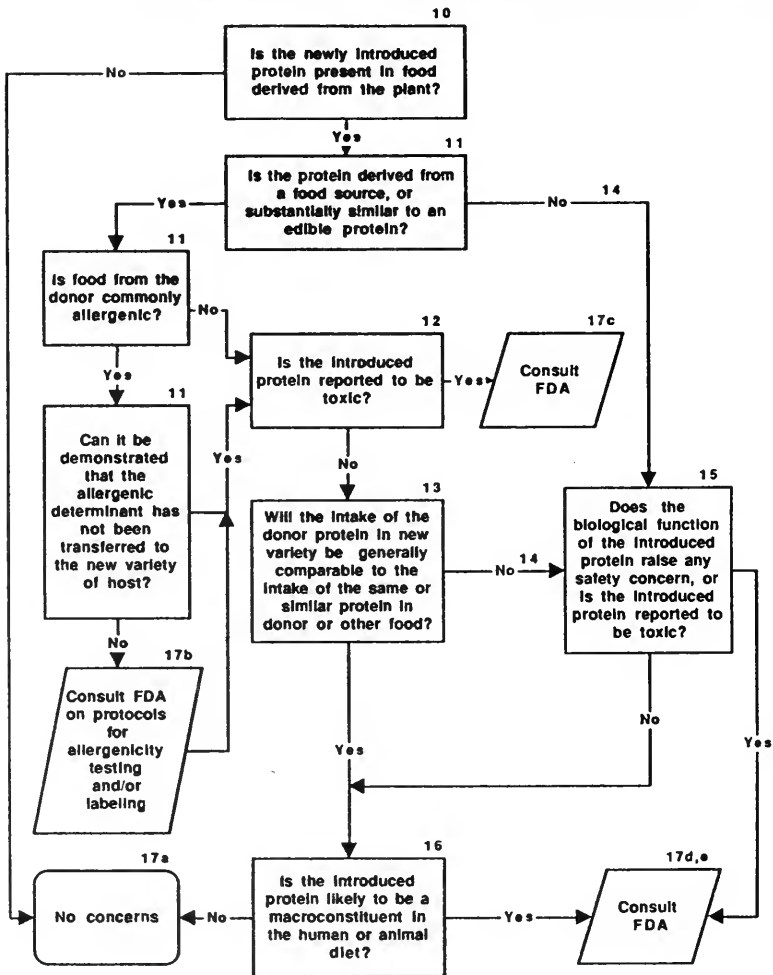 10
Is the newly introduced
protein present in food
derived from the plant?
No
Yes
11
Is the protein derived from
a food source, or
substantially similar to an
edible protein?
Yes
No
14
11
Is food from the
donor commonly
allergenic?
No
Yes
12
Is the introduced
protein reported to be
toxic?
Yes
17c
Consult
FDA
No
11
Can it be
demonstrated
that the
allergenic
determinant has
not been
transferred to
the new variety
of host?
Yes
No
13
Will the intake of the
donor protein in new
variety be generally
comparable to the
intake of the same or
similar protein in
donor or other food?
No
14
Yes
15
Does the
biological function
of the introduced
protein raise any
safety concern, or
is the introduced
protein reported to
be toxic?
No
Yes
17b
Consult FDA
on protocols
for
allergenicity
testing
and/or
labeling
17a
No concerns
No
16
Is the introduced
protein likely to be a
macroconstituent in
the human or animal
diet?
Yes
17d,e
Consult
FDA